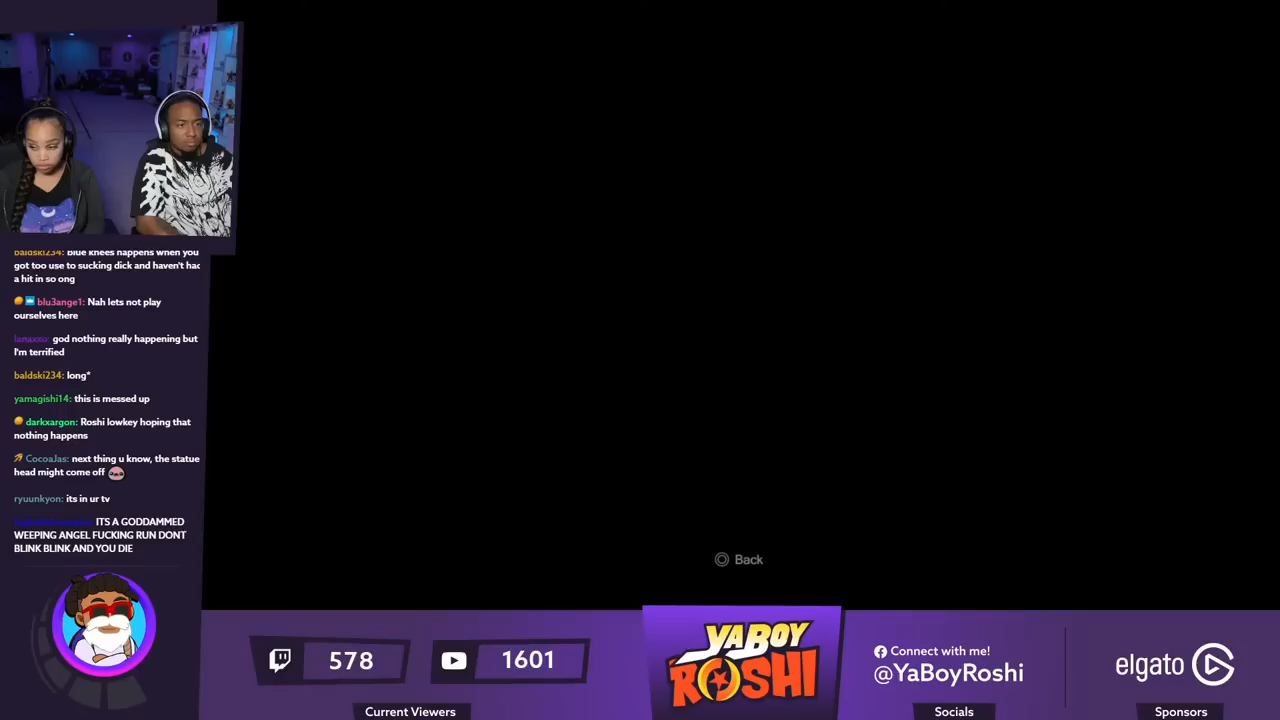 baldski234: Blue knees happens when you
got too use to sucking dick and haven't had
a hit in so ong
blu3ange1: Nah lets not play
ourselves here
lanaxxo: god nothing really happening but
I'm terrified
baldski234: long*
yamagishi14: this is messed up
darkxargon: Roshi lowkey hoping that
nothing happens
CocoaJas: next thing u know, the statue
head might come off
ryuunkyon: its in ur tv
ITS A GODDAMMED
WEEPING ANGEL FUCKING RUN DONT
BLINK BLINK AND YOU DIE
Back
578
1601
Current Viewers
YABOY
ROSHI
Connect with me!
@YaBoyRoshi
Socials
elgato
Sponsors